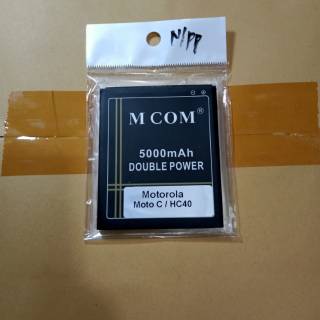 N/PP
M COM®
5000mAh
DOUBLE POWER
Motorola
Moto C / HC40